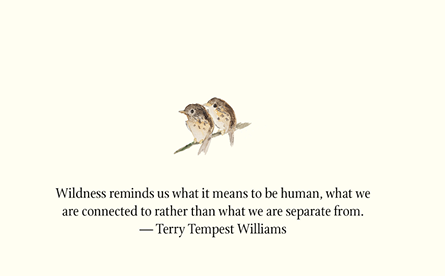 Wildness reminds us what it means to be human, what we
are connected to rather than what we are separate from.
— Terry Tempest Williams